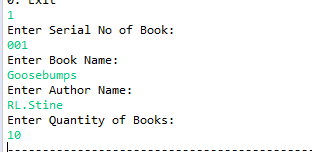 0. Exit
1
Enter Serial No of Book:
001
Enter Book Name:
Goosebumps
Enter Author Name:
RL.Stine
Enter Quantity of Books:
10